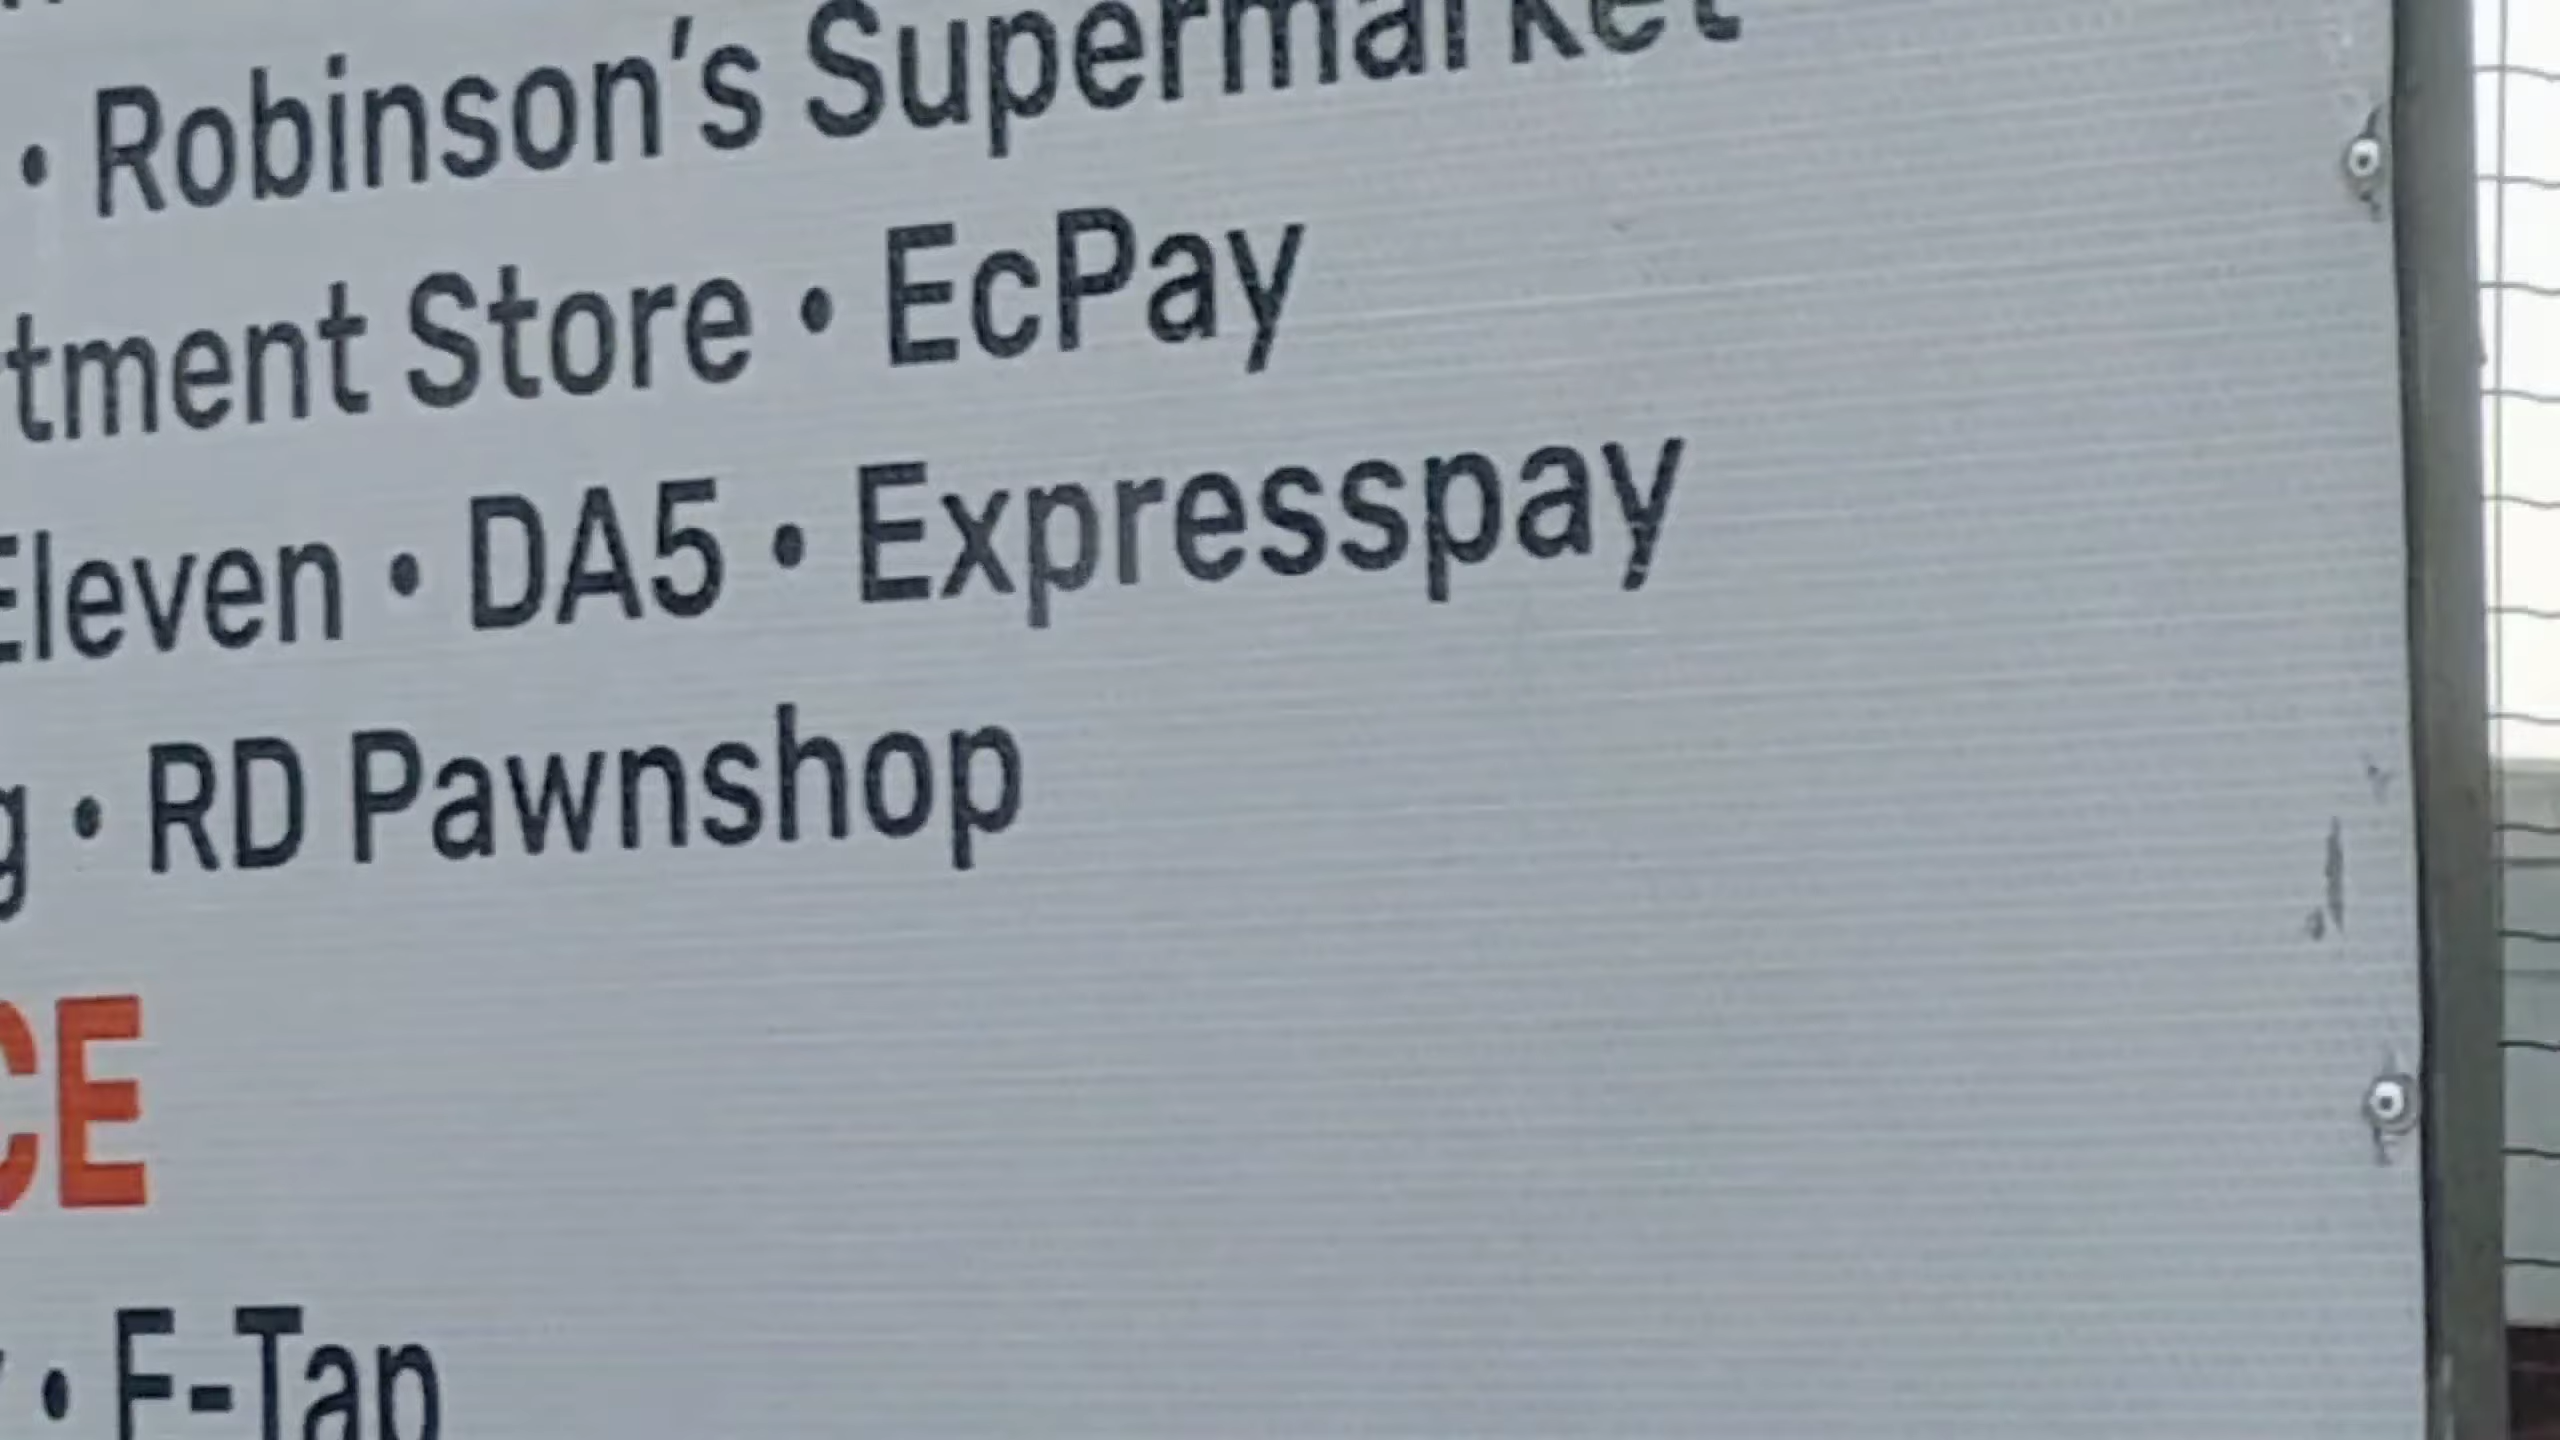 • Robinson's Supermarket
tment Store • EcPay
Eleven • DA5 • Expresspay
g • RD Pawnshop
CE
• E-Tap